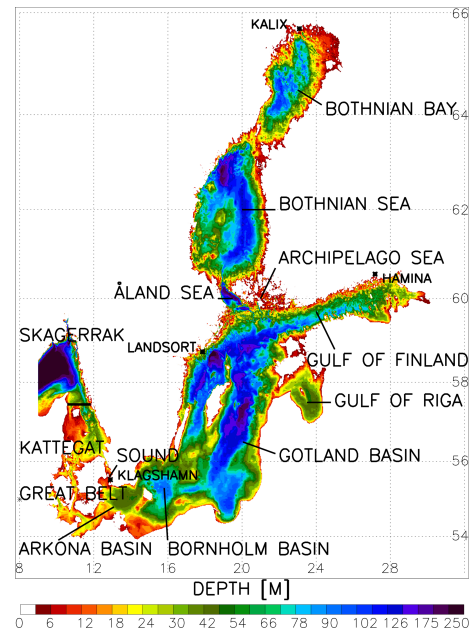 66
KALIX
BOTHNIAN BAY
64
BOTHNIAN SEA
62
ARCHIPELAGO SEA
HAMINA
ÅLAND SEA
60
SKAGERRAK
LANDSORT
GULF OF FINLAND
58
GULF OF RIGA
KATTEGAT
SOUND
GOTLAND BASIN
56
KLAGSHAMN
GREAT BELT
54
ARKONA BASIN
BORNHOLM BASIN
8 12 16 20 24 28
DEPTH [M]
0 6 12 18 24 30 42 54 66 78 90 102 126 175 250